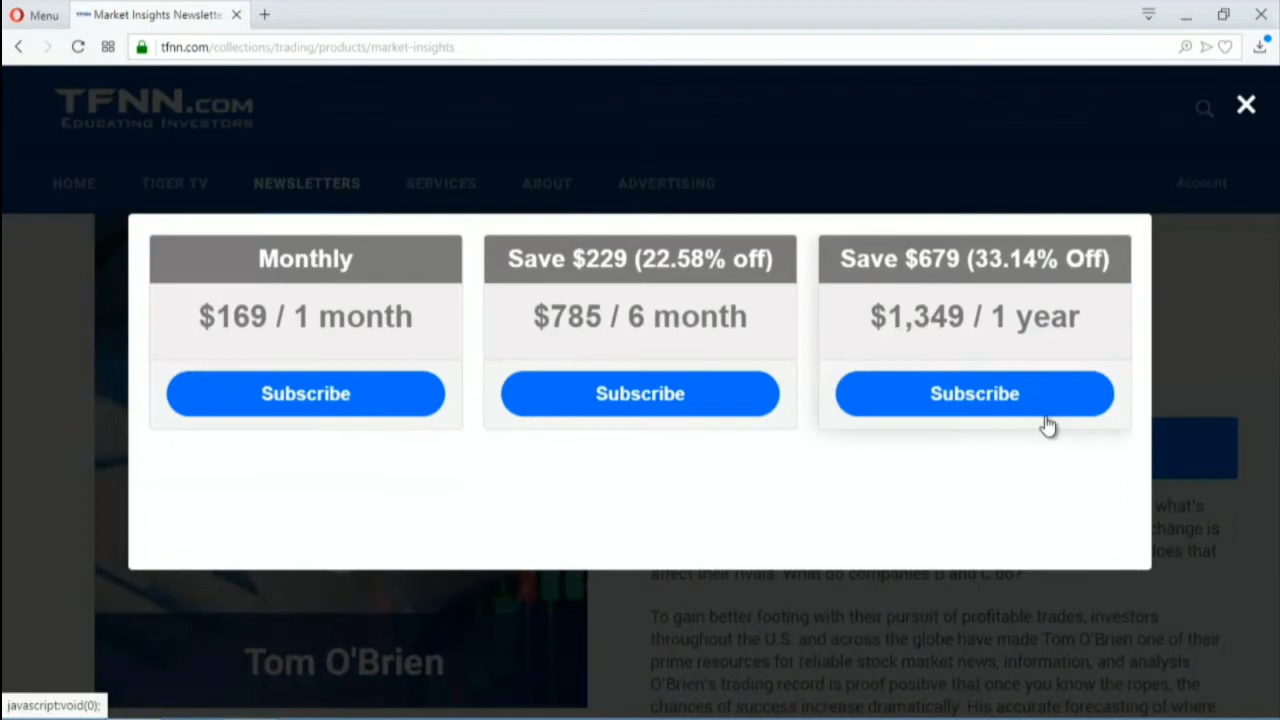 Menu
Market Insights Newslette
tfnn.com/collections/trading/products/market-insights
TFNN.COM
EDUCATING INVESTORS
HOME
TIGER TV
NEWSLETTERS
SERVICES
ABOUT
ADVERTISING
Account
Monthly
$169 / 1 month
Subscribe
Save $229 (22.58% off)
$785 / 6 month
Subscribe
Save $679 (33.14% Off)
$1,349 / 1 year
Subscribe
what's
change is
does that
affect their rivals. What do companies B and C do?
To gain better footing with their pursuit of profitable trades, investors
throughout the U.S. and across the globe have made Tom O'Brien one of their
prime resources for reliable stock market news, information, and analysis.
O'Brien's trading record is proof positive that once you know the ropes, the
chances of success increase dramatically. His accurate forecasting of where
Tom O'Brien
javascript:void(0);